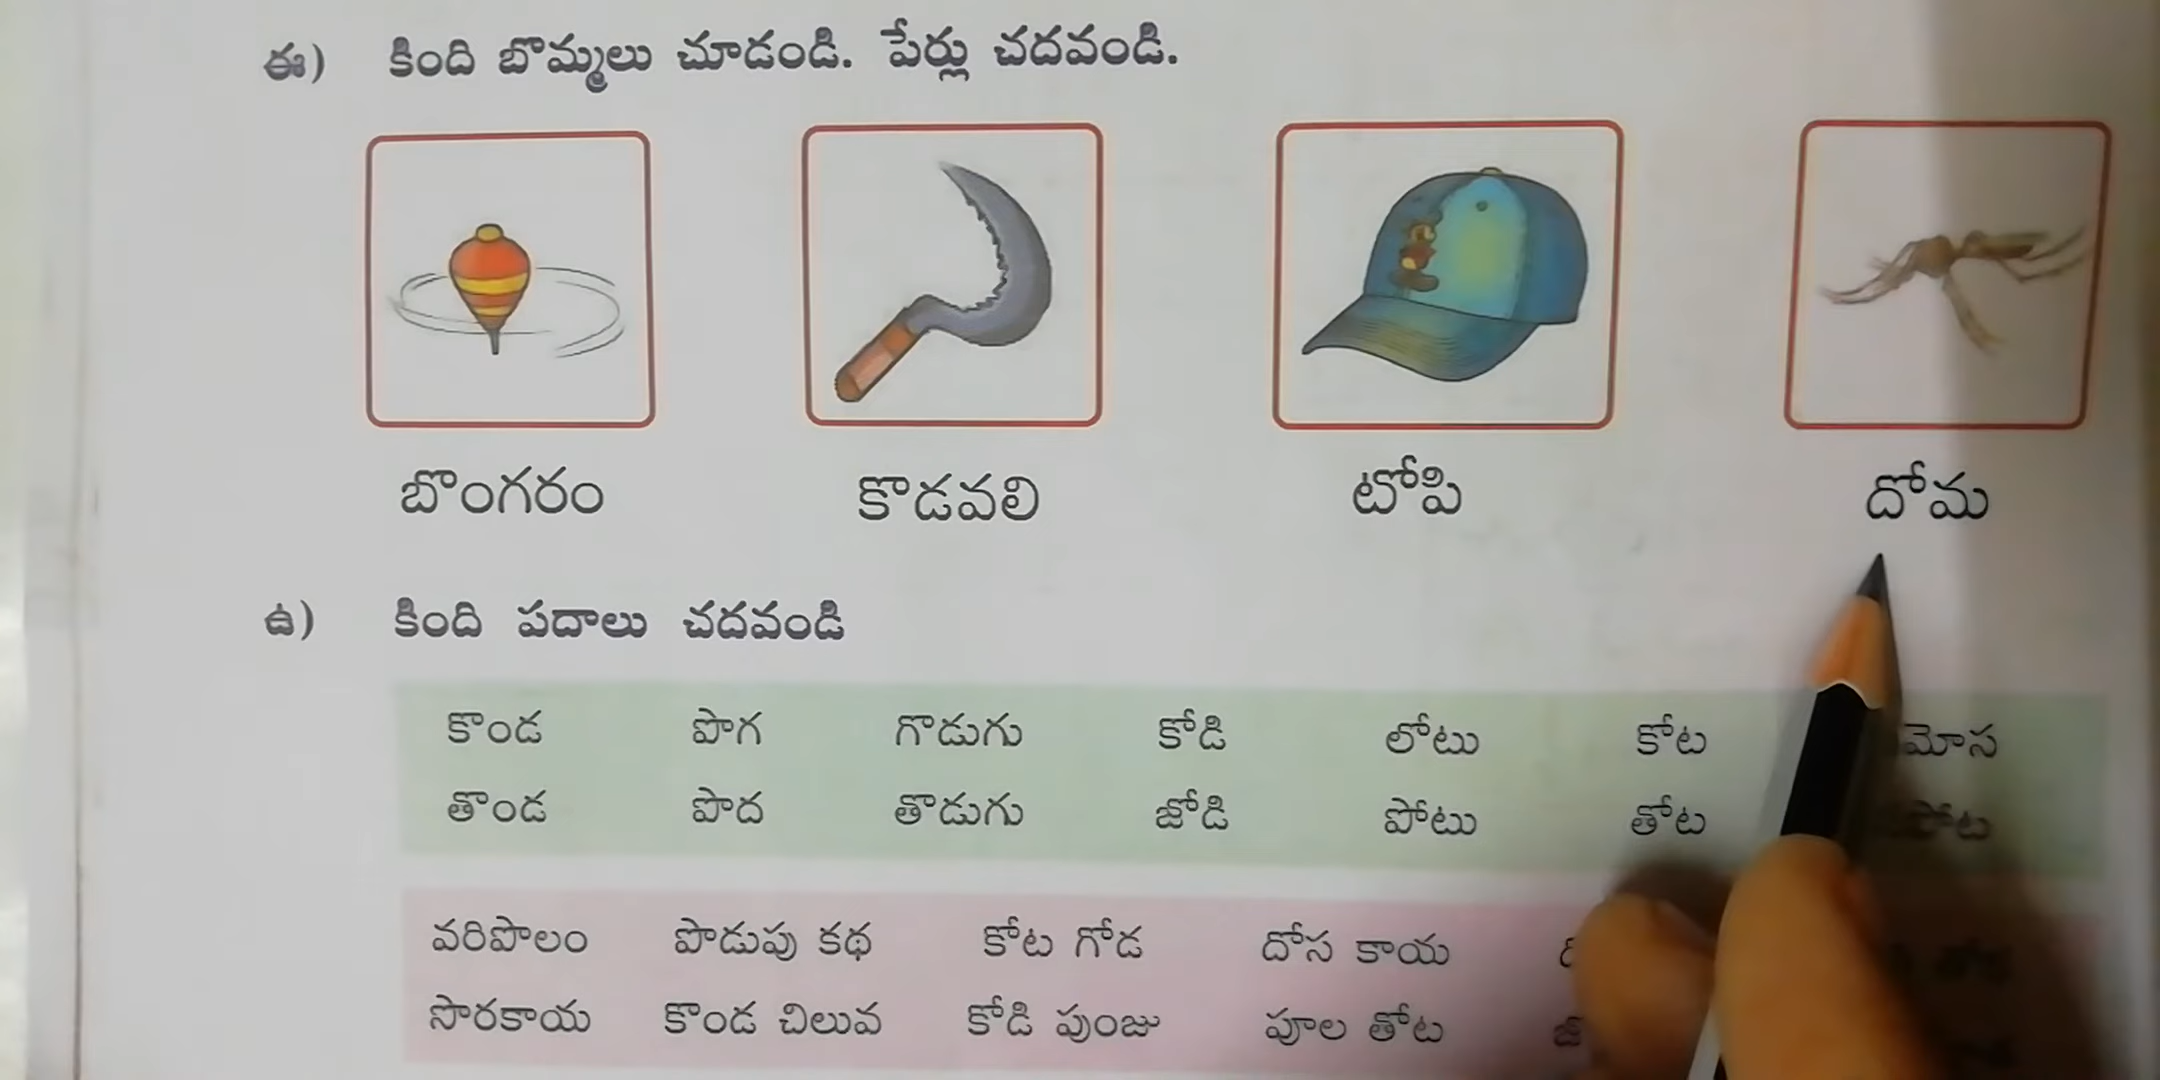 ఈ) కింది బొమ్మలు చూడండి. పేర్లు చదవండి.
బొంగరం కొడవలి టోపి దోమ
ఉ) కింది పదాలు చదవండి
కొండ పొగ గొడుగు కోడి లోటు కోట మోస
తొండ పొద తొడుగు జోడి పోటు తోట పోట
వరిపొలం పొడుపు కథ కోట గోడ దోస కాయ
సొరకాయ కొండ చిలువ కోడి పుంజు పూల తోట